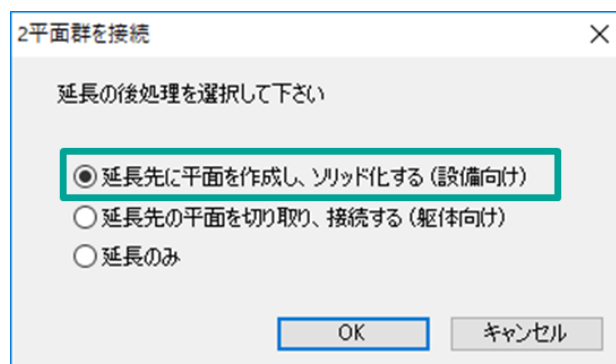 2平面群を接続
延長の後処理を選択して下さい
延長先に平面を作成し、ソリッド化する(設備向け)
延長先の平面を切り取り、接続する(躯体向け)
延長のみ
OK キャンセル